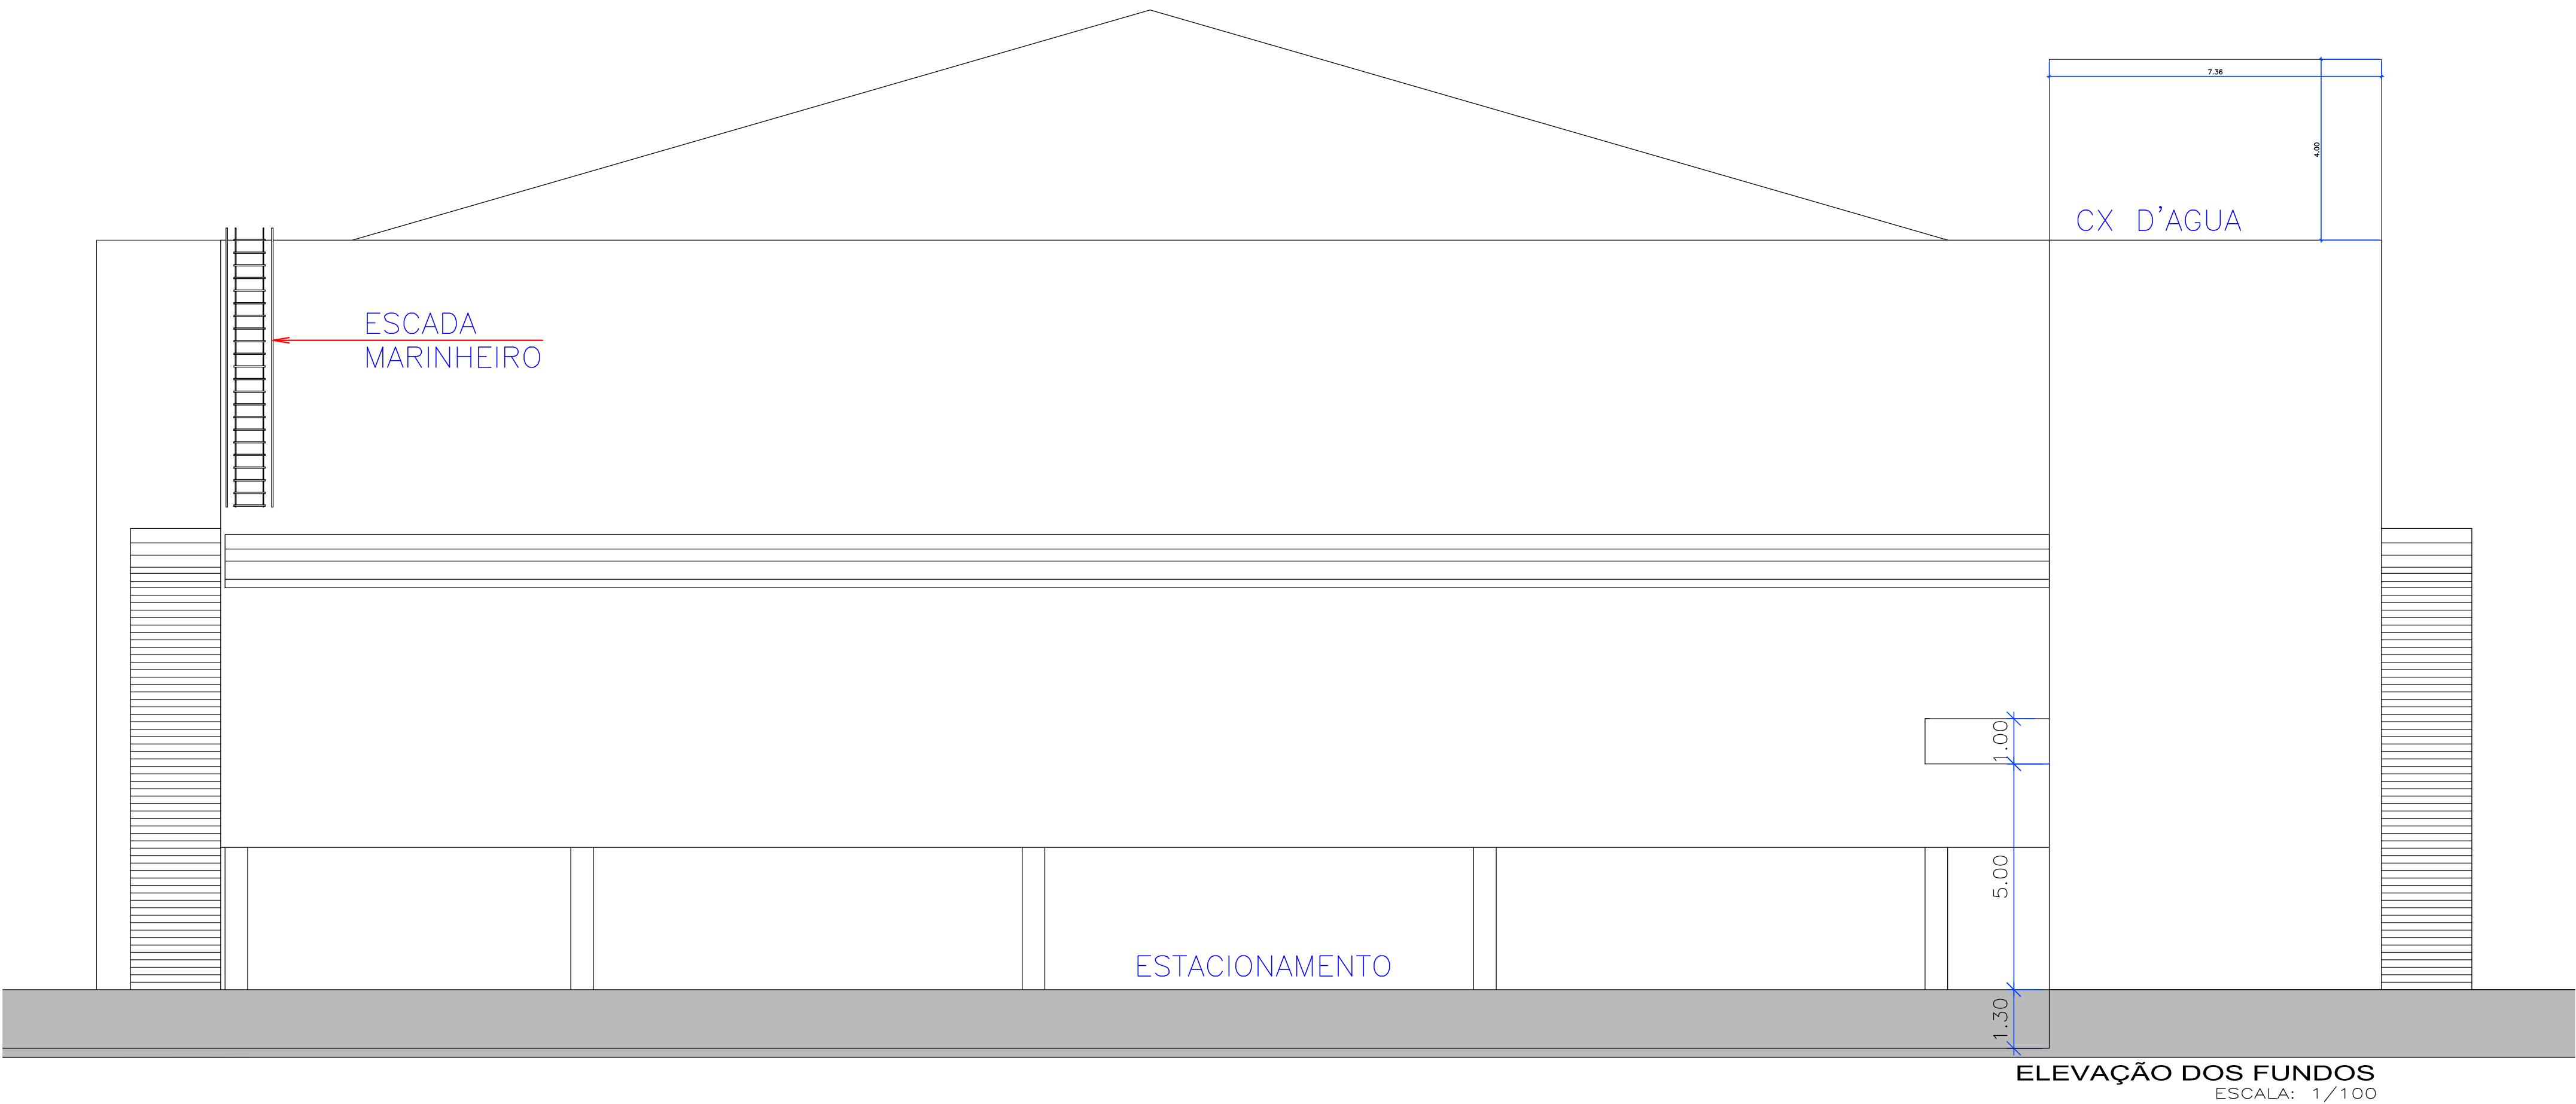 7.36
4.00
CX D'AGUA
ESCADA
MARINHEIRO
1.00
5.00
ESTACIONAMENTO
1.30
ELEVAÇÃO DOS FUNDOS
ESCALA: 1/100